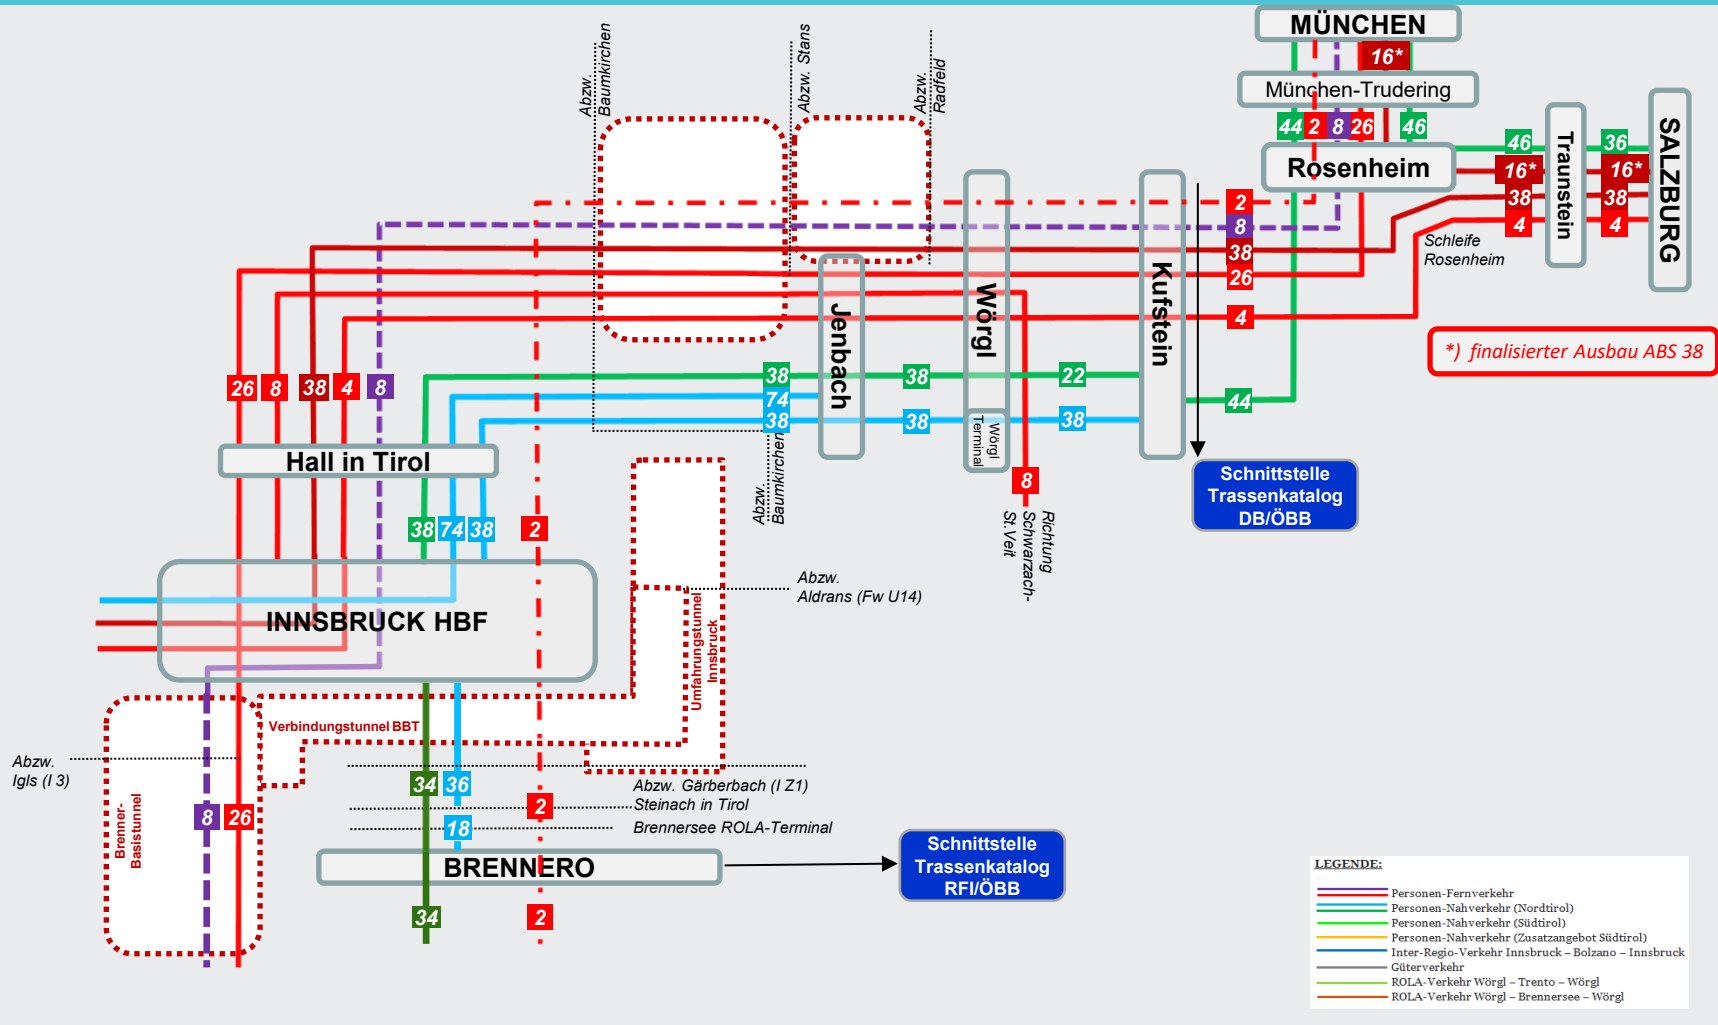 MÜNCHEN
16*
München-Trudering
44 2 8 26 46
Rosenheim
Abzw.
Baumkirchen
Abzw. Stans
Abzw.
Radfeld
46 36
16* 16*
38 38
4 4
Traunstein
SALZBURG
Schleife
Rosenheim
2
8
38
26
4
*) finalisierter Ausbau ABS 38
Jenbach
Wörgl
Kufstein
26 8 38 4 8
38 38 22
74
38 38 38
44
Wörgl
Terminal
Hall in Tirol
Abzw.
Baumkirchen
8
Richtung
Schwarzach-
St.Veit
Schnittstelle
Trassenkatalog
DB/ÖBB
38 74 38 2
INNSBRUCK HBF
Abzw.
Aldrans (Fw U14)
Umfahrungstunnel
Innsbruck
Verbindungstunnel BBT
Abzw.
Igls (I 3)
Brenner-
Basistunnel
8 26
34 36
2
18
Abzw. Gärberbach (I Z1)
Steinach in Tirol
Brennersee ROLA-Terminal
BRENNERO
34 2
Schnittstelle
Trassenkatalog
RFI/ÖBB
LEGENDE:
Personen-Fernverkehr
Personen-Nahverkehr (Nordtirol)
Personen-Nahverkehr (Südtirol)
Personen-Nahverkehr (Zusatzangebot Südtirol)
Inter-Regio-Verkehr Innsbruck – Bolzano – Innsbruck
Güterverkehr
ROLA-Verkehr Wörgl – Trento – Wörgl
ROLA-Verkehr Wörgl – Brennersee – Wörgl